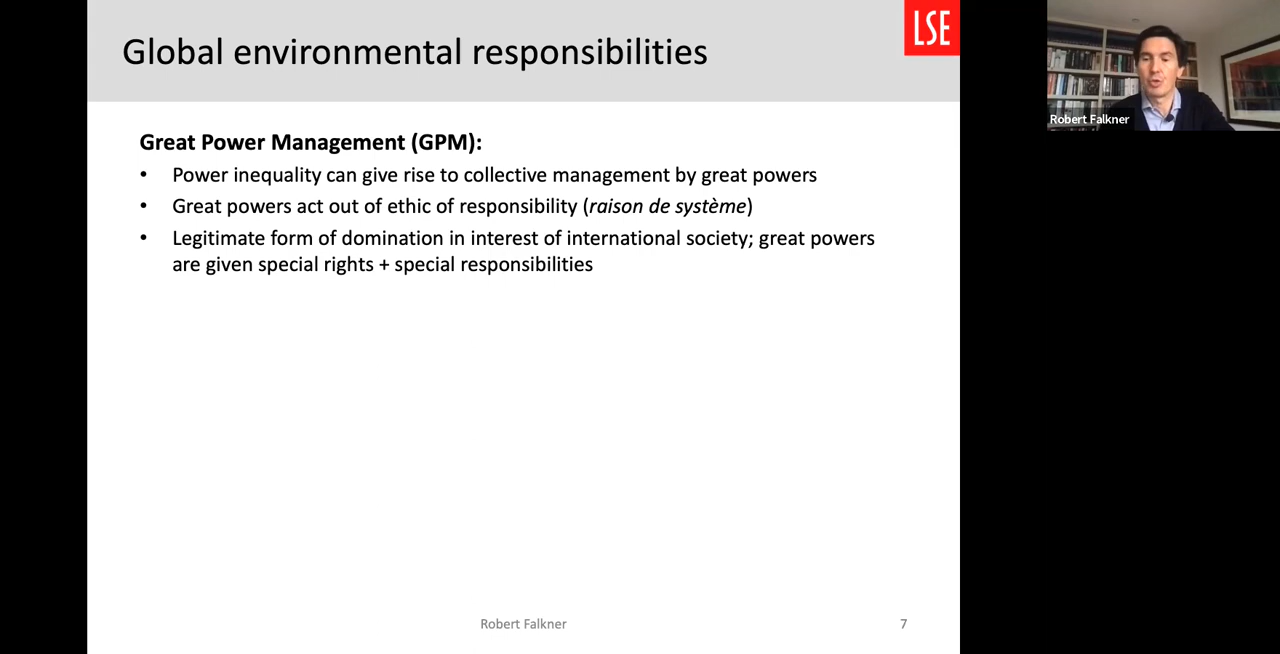 Global environmental responsibilities
LSE
Robert Falkner
Great Power Management (GPM):
• Power inequality can give rise to collective management by great powers
• Great powers act out of ethic of responsibility (raison de système)
• Legitimate form of domination in interest of international society; great powers
are given special rights + special responsibilities
Robert Falkner
7